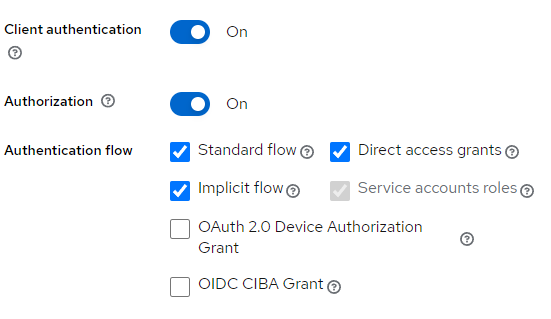 Client authentication
On
Authorization
On
Authentication flow
Standard flow
Direct access grants
Implicit flow
Service accounts roles
OAuth 2.0 Device Authorization
Grant
OIDC CIBA Grant